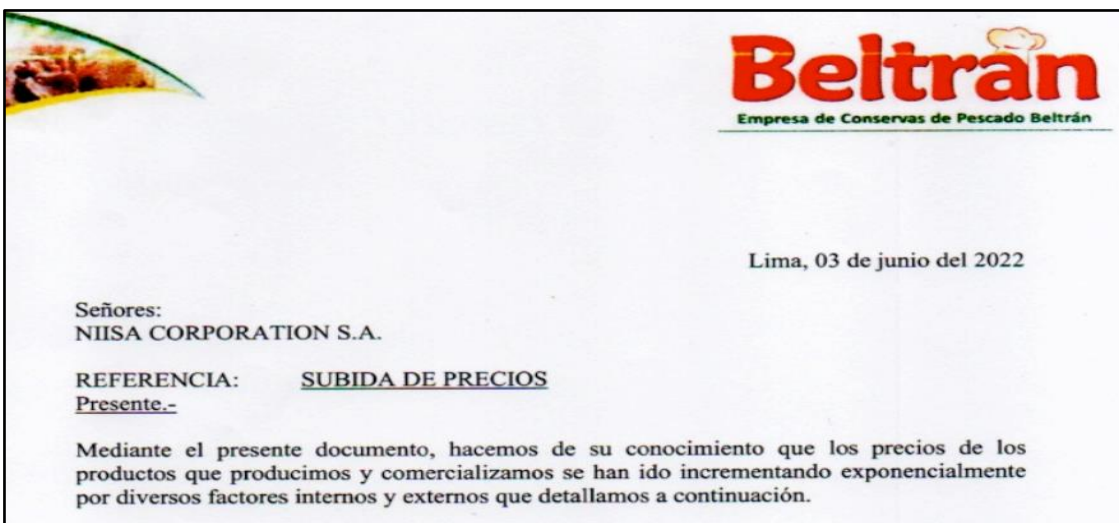 Beltrán
Empresa de Conservas de Pescado Beltrán
Lima, 03 de junio del 2022
Señores:
NIISA CORPORATION S.A.
REFERENCIA: SUBIDA DE PRECIOS
Presente.-
Mediante el presente documento, hacemos de su conocimiento que los precios de los
productos que producimos y comercializamos se han ido incrementando exponencialmente
por diversos factores internos y externos que detallamos a continuación.